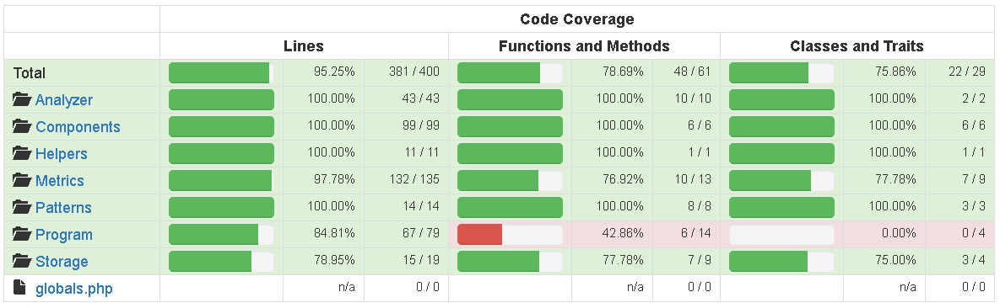 Code Coverage
Lines Functions and Methods Classes and Traits
Total 95.25% 381 / 400 78.69% 48 / 61 75.86% 22 / 29
Analyzer 100.00% 43 / 43 100.00% 10 / 10 100.00% 2 / 2
Components 100.00% 99 / 99 100.00% 6 / 6 100.00% 6 / 6
Helpers 100.00% 11 / 11 100.00% 1 / 1 100.00% 1 / 1
Metrics 97.78% 132 / 135 76.92% 10 / 13 77.78% 7 / 9
Patterns 100.00% 14 / 14 100.00% 8 / 8 100.00% 3 / 3
Program 84.81% 67 / 79 42.86% 6 / 14 0.00% 0 / 4
Storage 78.95% 15 / 19 77.78% 7 / 9 75.00% 3 / 4
globals.php n/a 0 / 0 n/a 0 / 0 n/a 0 / 0